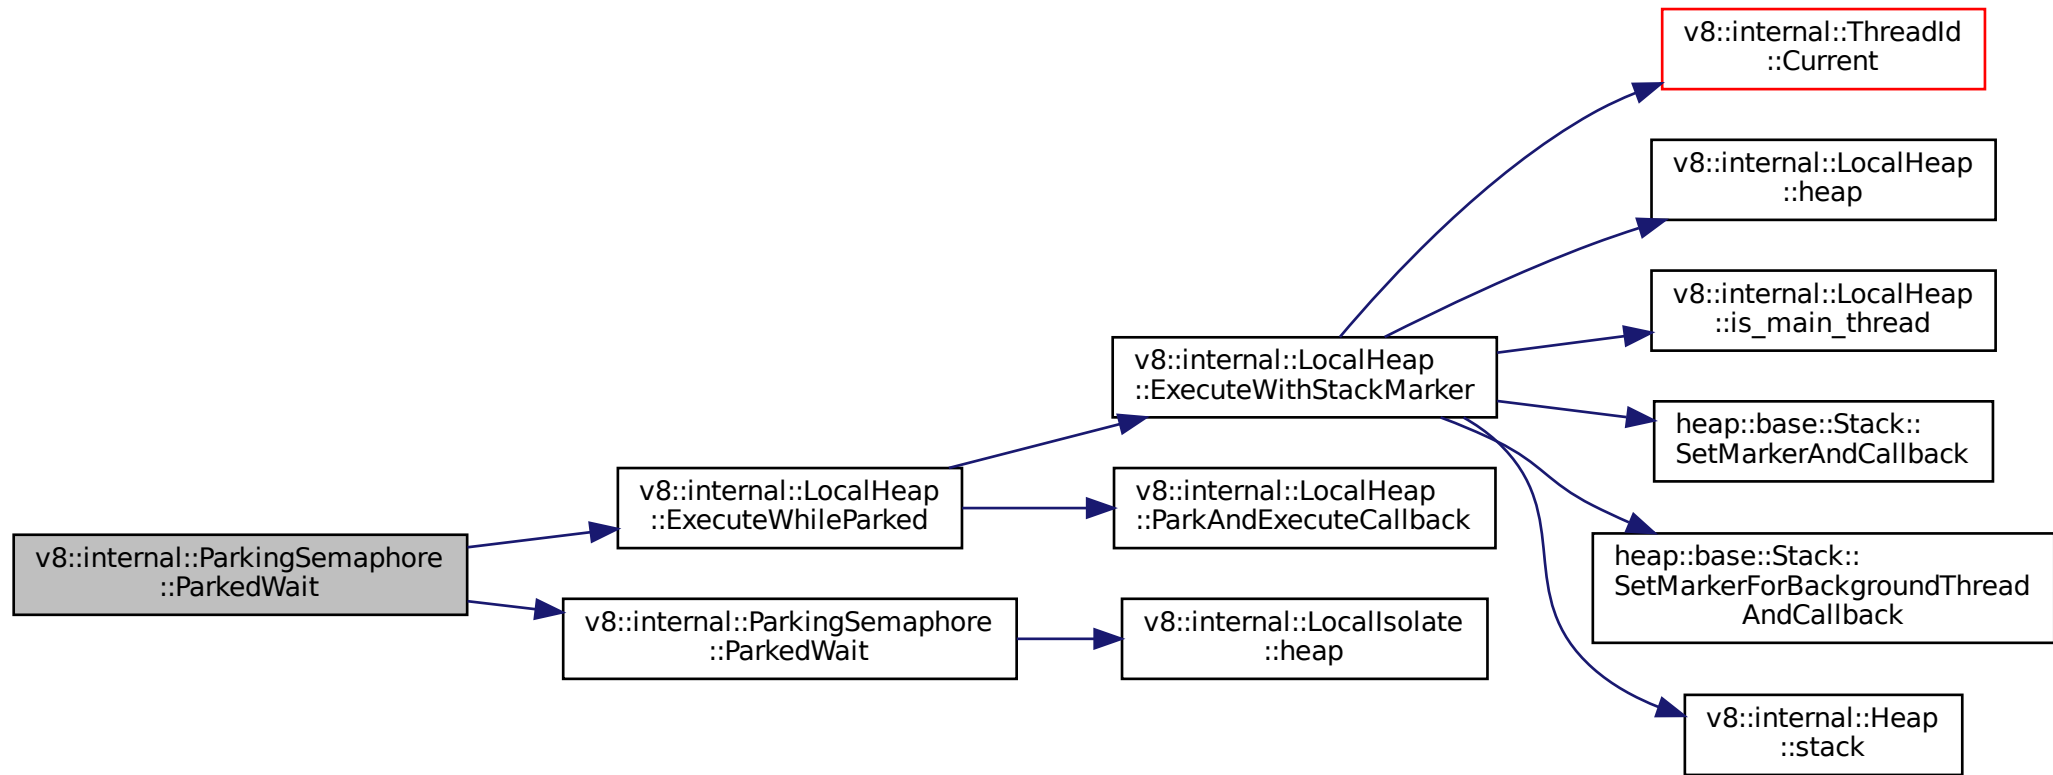 v8::internal::ParkingSemaphore
::ParkedWait
v8::internal::LocalHeap
::ExecuteWhileParked
v8::internal::ParkingSemaphore
::ParkedWait
v8::internal::LocalHeap
::ExecuteWithStackMarker
v8::internal::LocalHeap
::ParkAndExecuteCallback
v8::internal::LocalIsolate
::heap
v8::internal::ThreadId
::Current
v8::internal::LocalHeap
::heap
v8::internal::LocalHeap
::is_main_thread
heap::base::Stack::
SetMarkerAndCallback
heap::base::Stack::
SetMarkerForBackgroundThread
AndCallback
v8::internal::Heap
::stack